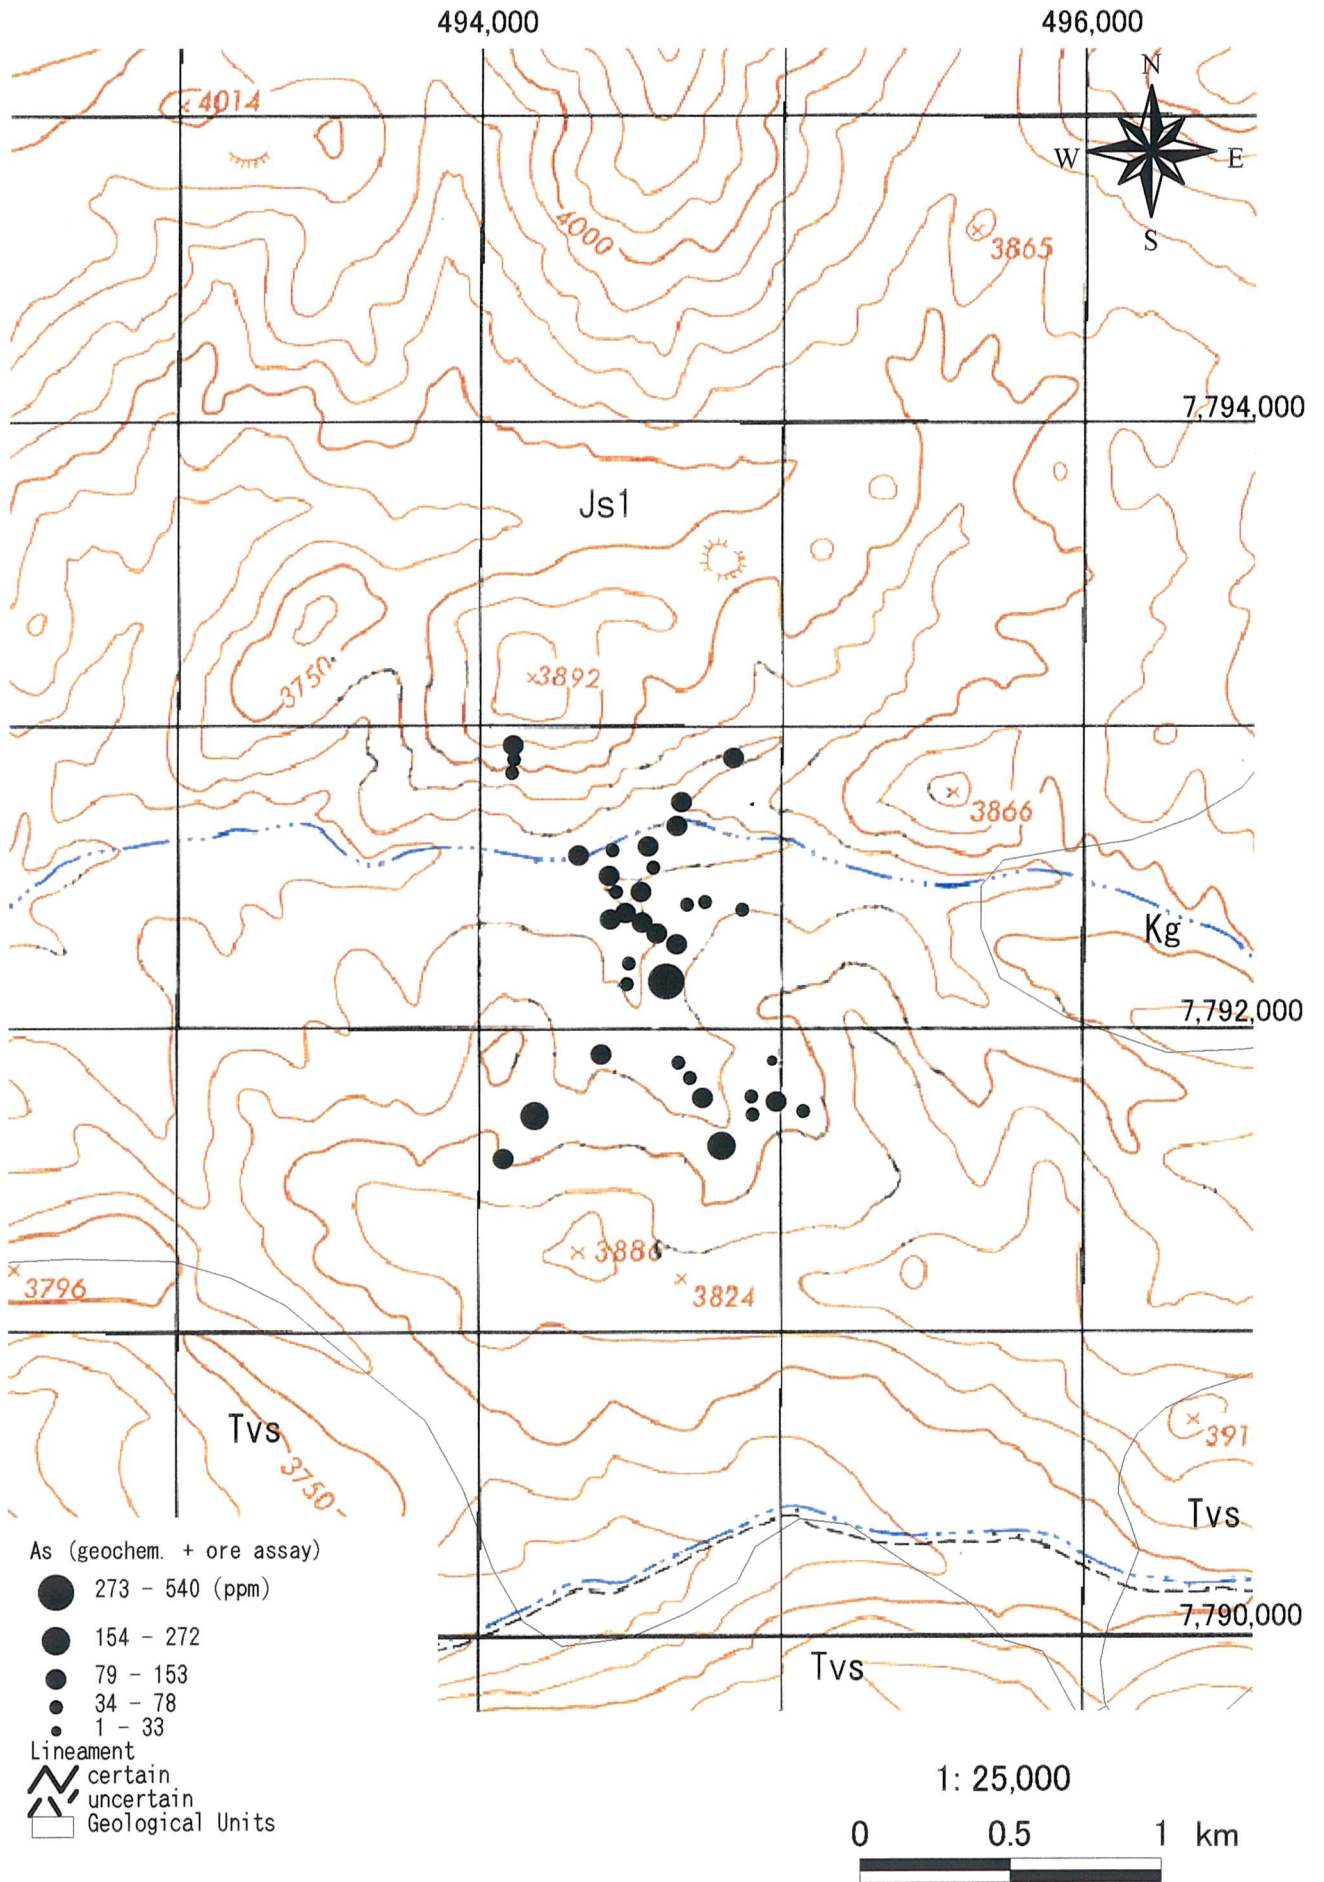 494,000 496,000
N
4014
W E
4000
3865
S
7,794,000
Js1
3750
3892
3866
Kg
7,792,000
3886
3796
3824
Tvs
391
3750
Tvs
As (geochem. + ore assay)
273 - 540 (ppm)
7,790,000
154 - 272
Tvs
79 - 153
34 - 78
1 - 33
Lineament
certain
1: 25,000
uncertain
Geological Units
0 0.5 1 km